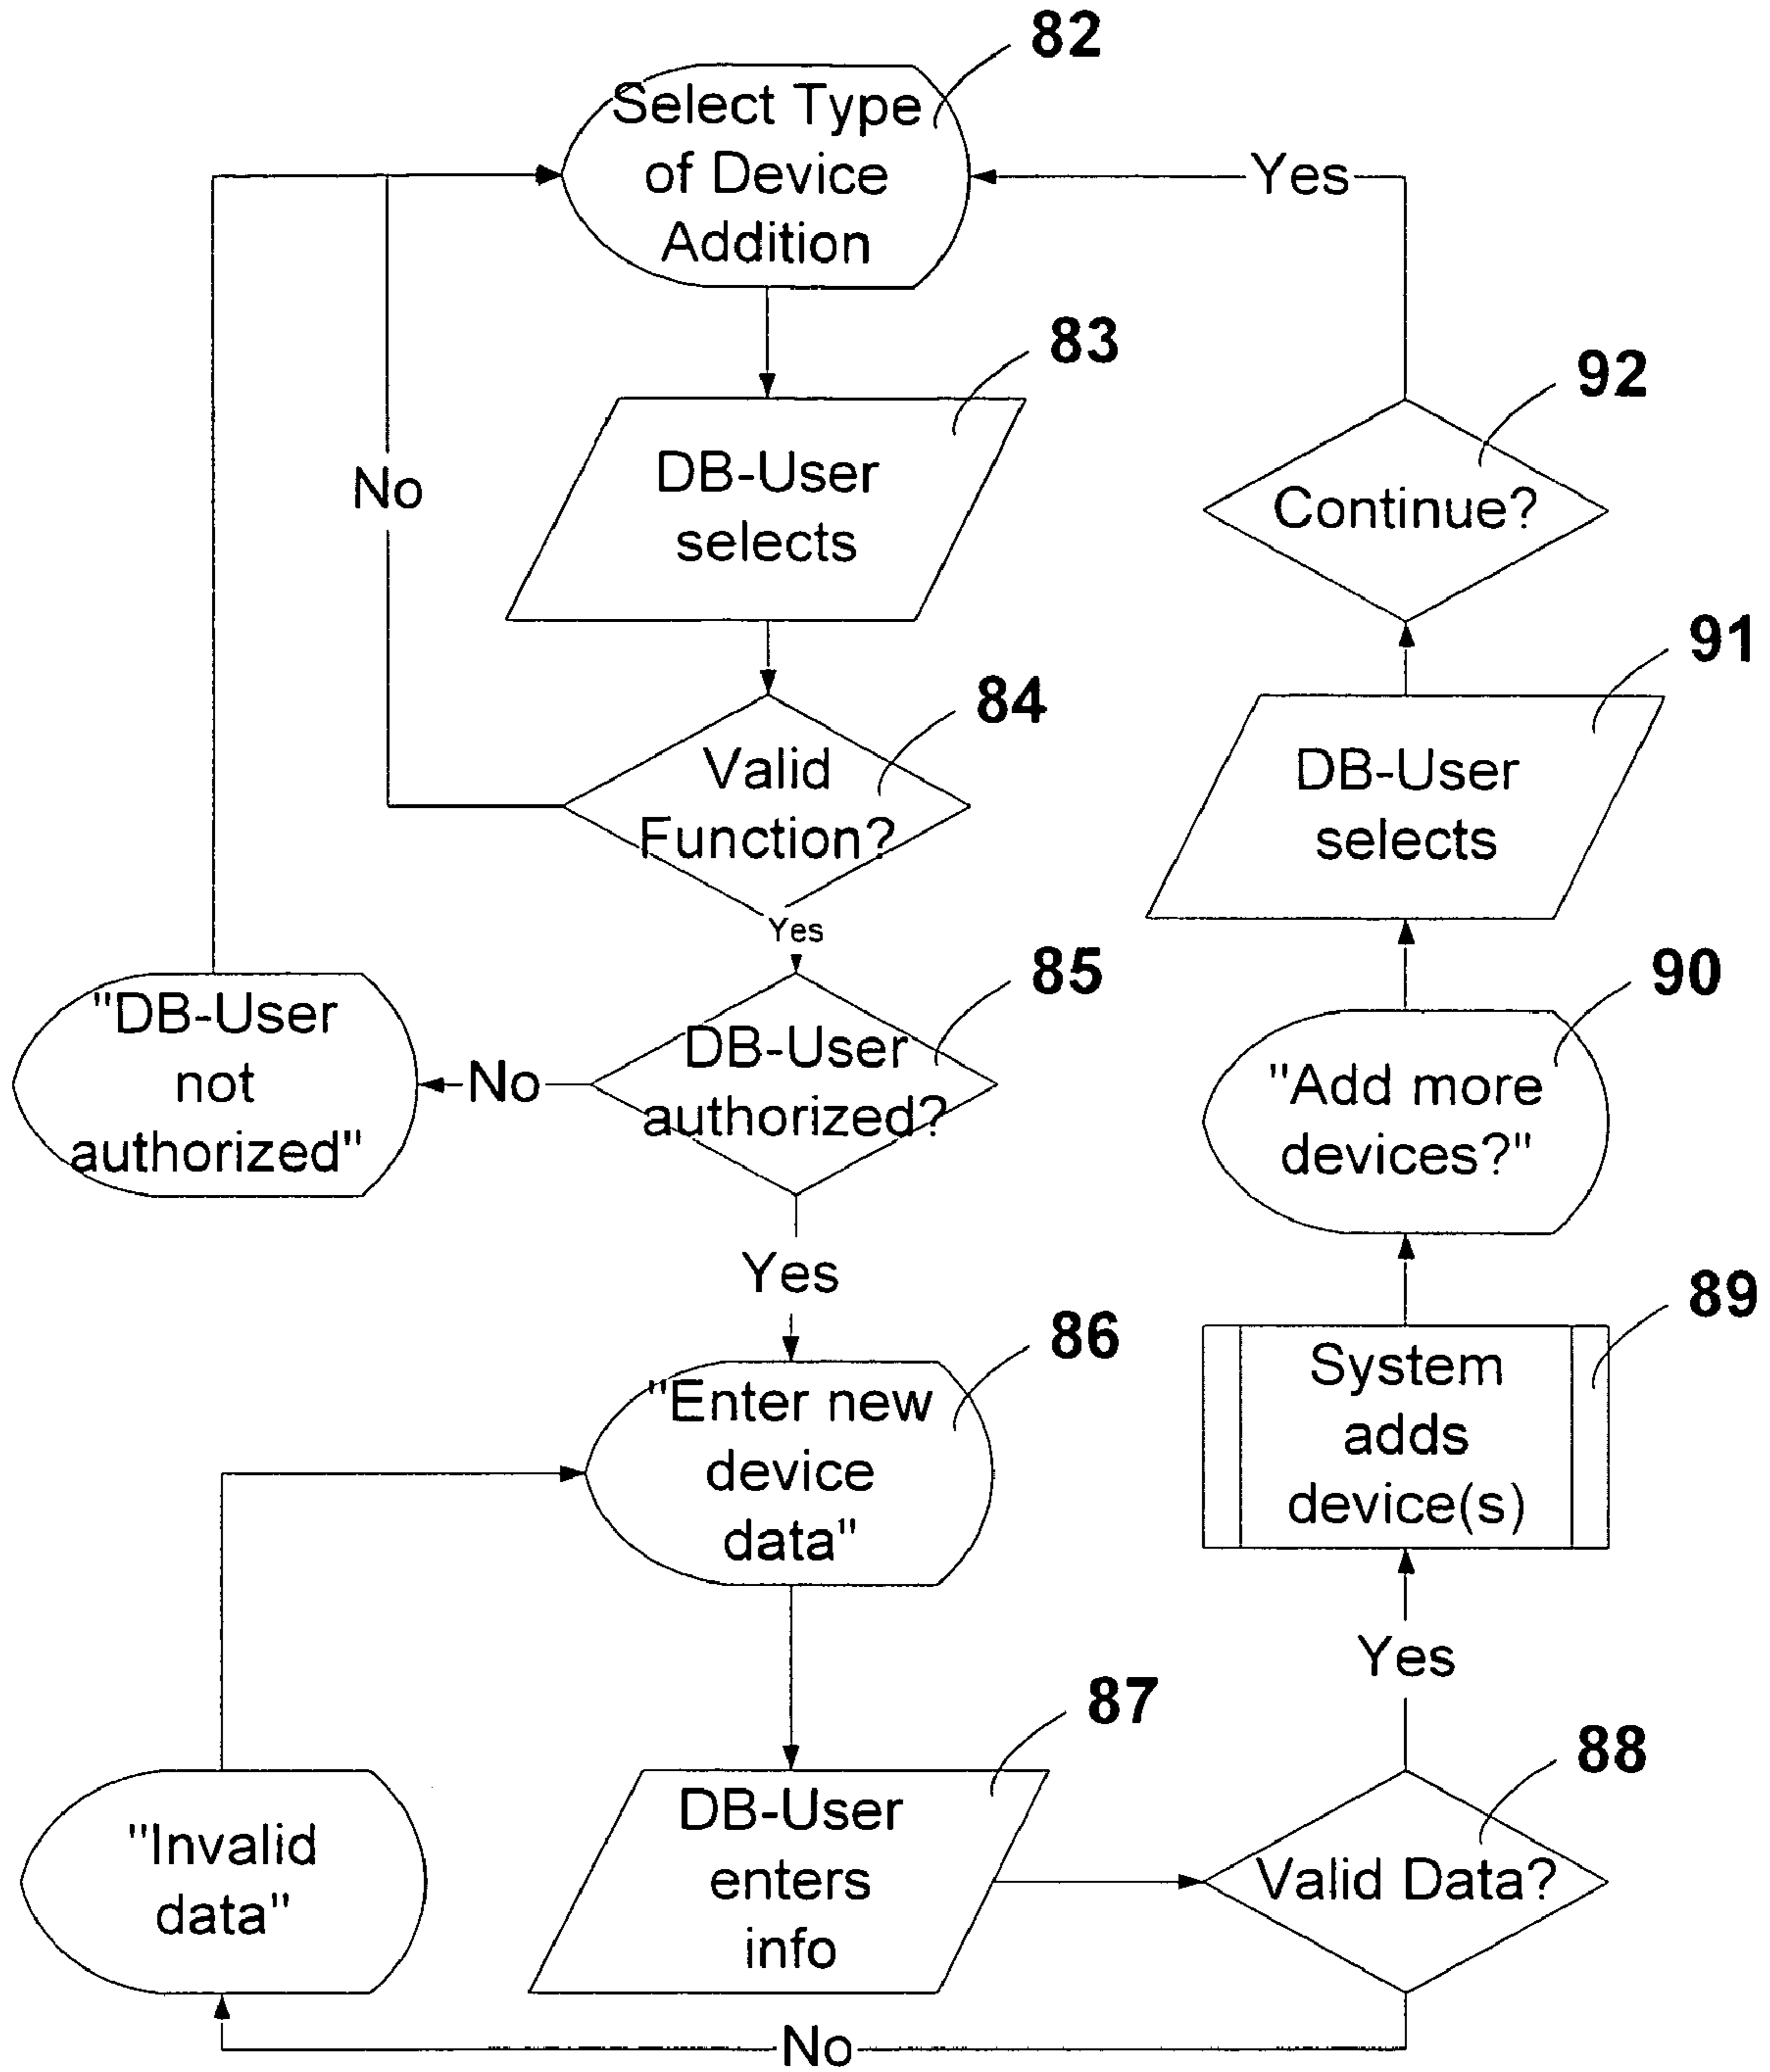 82
Select Type
of Device
Addition
Yes
83
DB-User
selects
92
Continue?
No
84
Valid
Function?
Yes
91
DB-User
selects
85
DB-User
authorized?
No
"DB-User
not
authorized"
90
"Add more
devices?"
Yes
86
"Enter new
device
data"
89
System
adds
device(s)
Yes
87
DB-User
enters
info
88
Valid Data?
"Invalid
data"
No